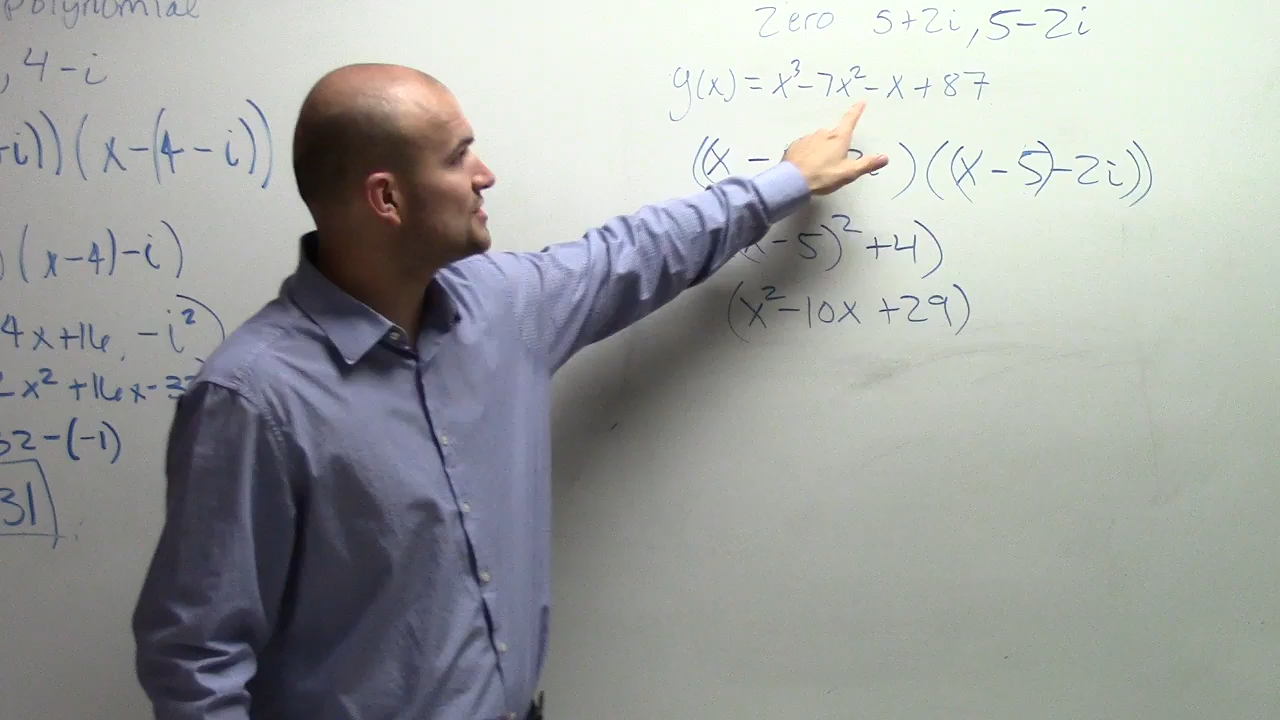 polynomial
, 4-i
-i))(x-(4-i))
)(x-4)-i)
4x+16, -i²)
2x²+16x-3
32-(-1)
31
Zero 5+2i, 5-2i
g(x) = x³-7x²-x+87
((x - i)((x-5)-2i))
x-5)²+4)
(x²-10x+29)